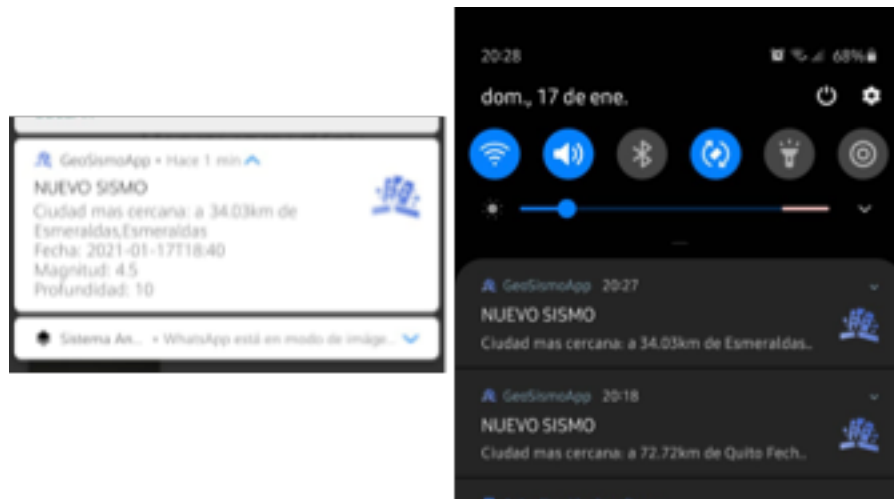 GeoSismoApp • Hace 1 min
NUEVO SISMO
Ciudad mas cercana: a 34.03km de
Esmeraldas,Esmeraldas
Fecha: 2021-01-17T18:40
Magnitud: 4.5
Profundidad: 10
Sistema An.. • WhatsApp está en modo de imáge..
20:28
68%
dom., 17 de ene.
GeoSismoApp 20:27
NUEVO SISMO
Ciudad mas cercana: a 34.03km de Esmeraldas..
GeoSismoApp 20:18
NUEVO SISMO
Ciudad mas cercana: a 72.72km de Quito Fech..